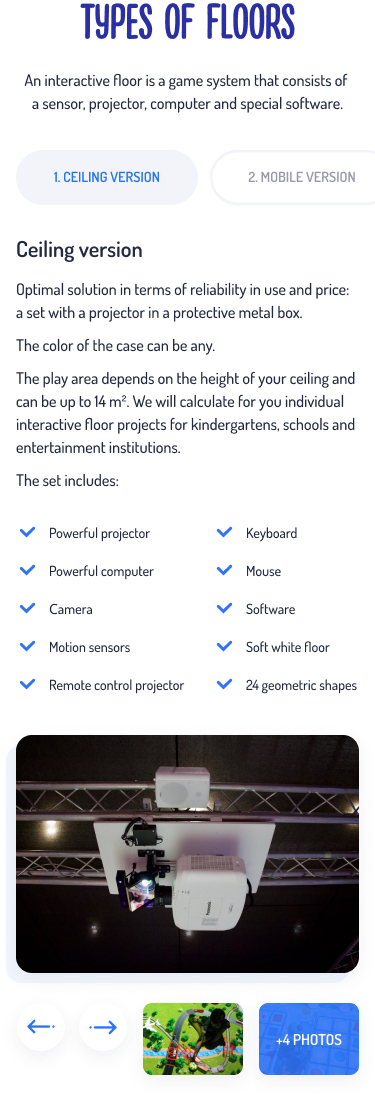 TYPES OF FLOORS
An interactive floor is a game system that consists of
a sensor, projector, computer and special software.
1. CEILING VERSION
2. MOBILE VERSION
Ceiling version
Optimal solution in terms of reliability in use and price:
a set with a projector in a protective metal box.
The color of the case can be any.
The play area depends on the height of your ceiling and
can be up to 14 m². We will calculate for you individual
interactive floor projects for kindergartens, schools and
entertainment institutions.
The set includes:
Powerful projector
Keyboard
Powerful computer
Mouse
Camera
Software
Motion sensors
Soft white floor
Remote control projector
24 geometric shapes
+4 PHOTOS